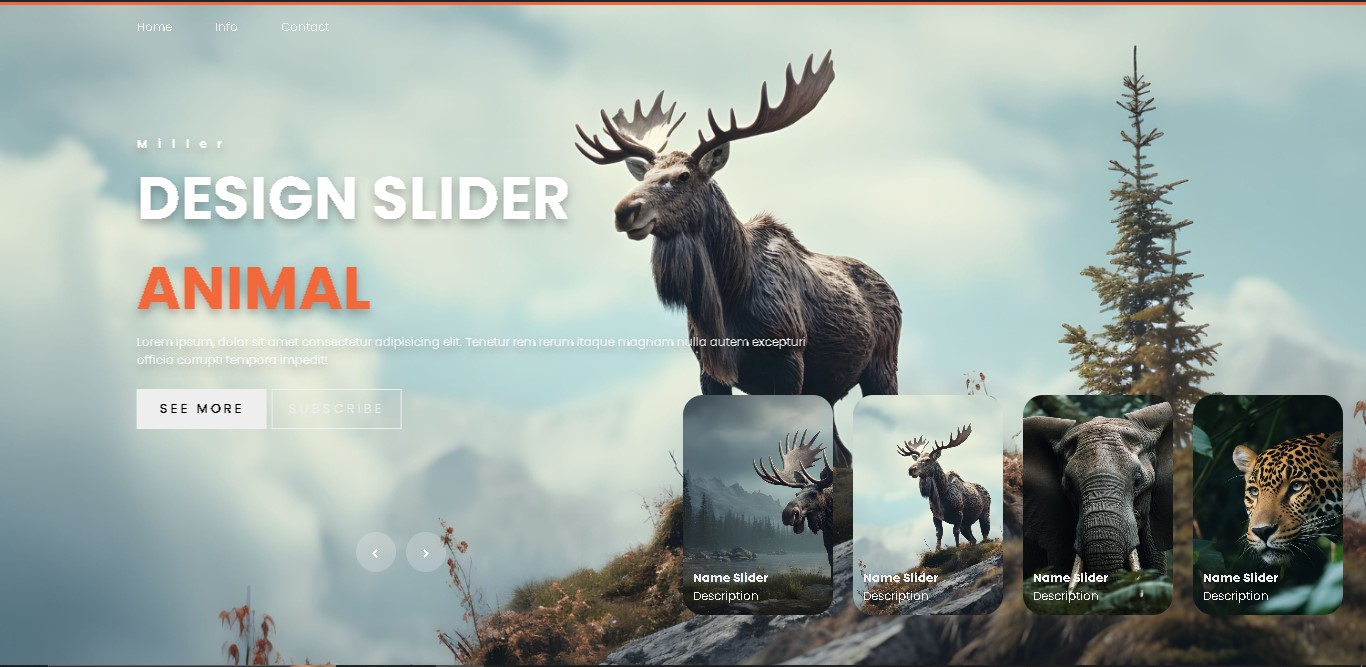 Home Info Contact
Miller
DESIGN SLIDER
ANIMAL
Lorem ipsum, dolor sit amet consectetur adipisicing elit. Tenetur rem rerum itaque magnam nulla autem excepturi
officia corrupti tempora impedit!
SEE MORE SUBSCRIBE
Name Slider
Description
Name Slider
Description
Name Slider
Description
Name Slider
Description